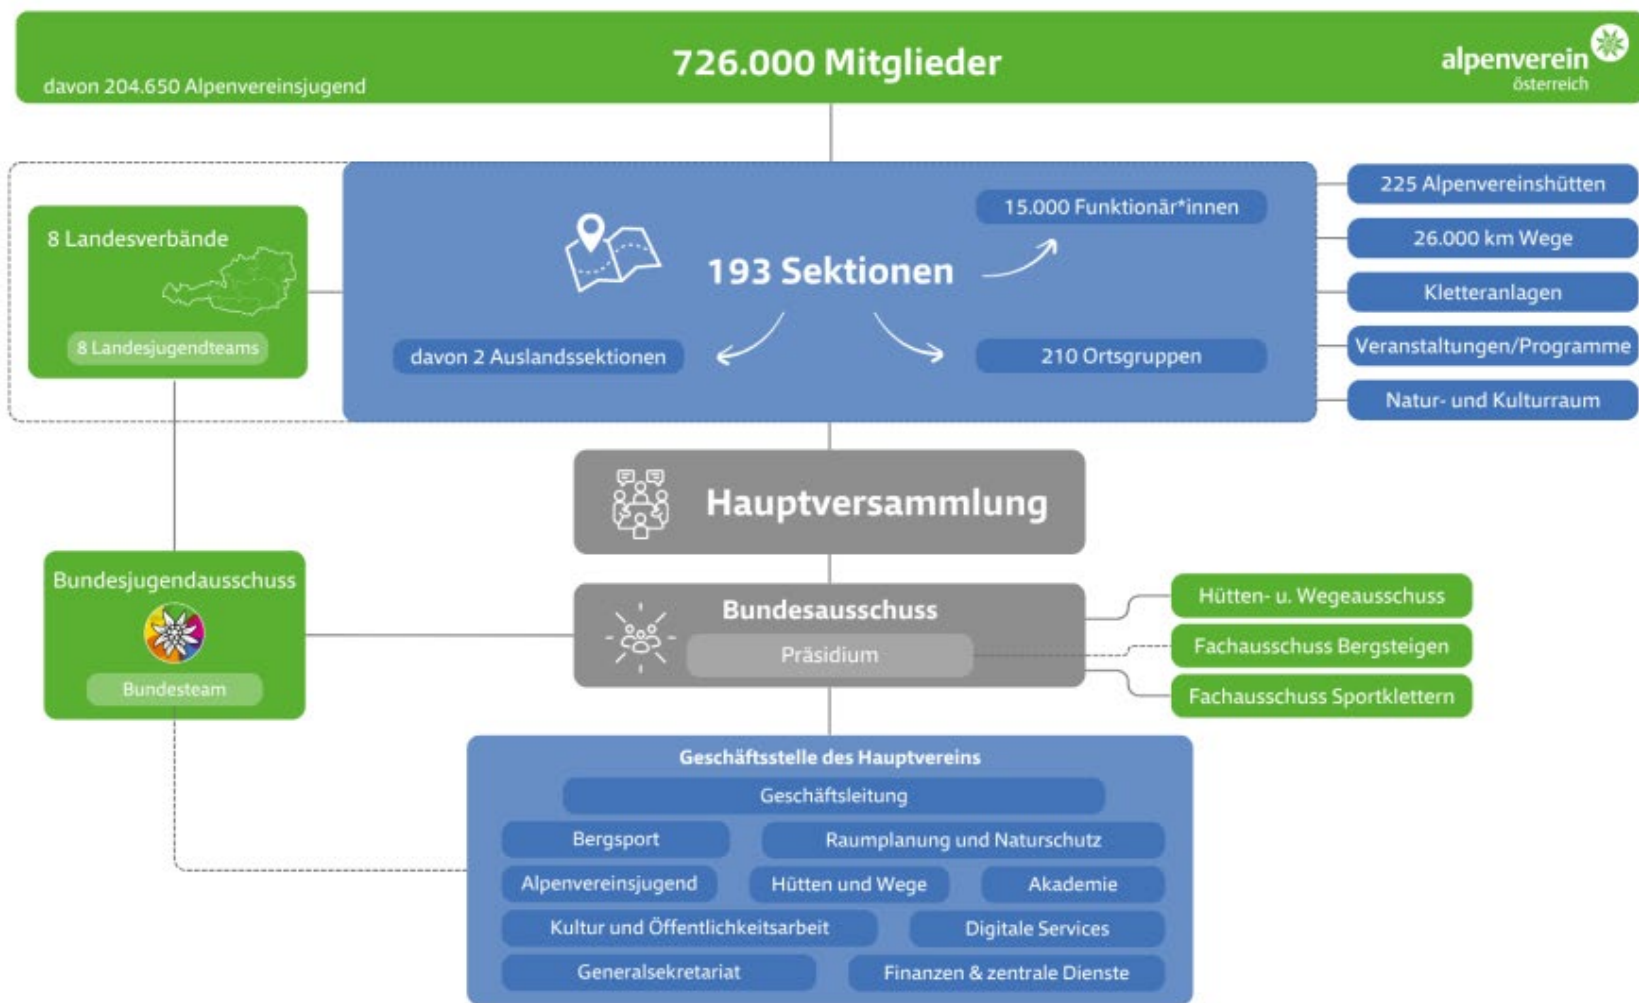 726.000 Mitglieder
davon 204.650 Alpenvereinsjugend
alpenverein
österreich
8 Landesverbände
8 Landesjugendteams
193 Sektionen
15.000 Funktionär*innen
davon 2 Auslandssektionen
210 Ortsgruppen
225 Alpenvereinshütten
26.000 km Wege
Kletteranlagen
Veranstaltungen/Programme
Natur- und Kulturraum
Hauptversammlung
Bundesjugendausschuss
Bundesteam
Bundesausschuss
Präsidium
Hütten- u. Wegeausschuss
Fachausschuss Bergsteigen
Fachausschuss Sportklettern
Geschäftsstelle des Hauptvereins
Geschäftsleitung
Bergsport
Raumplanung und Naturschutz
Alpenvereinsjugend
Hütten und Wege
Akademie
Kultur und Öffentlichkeitsarbeit
Digitale Services
Generalsekretariat
Finanzen & zentrale Dienste